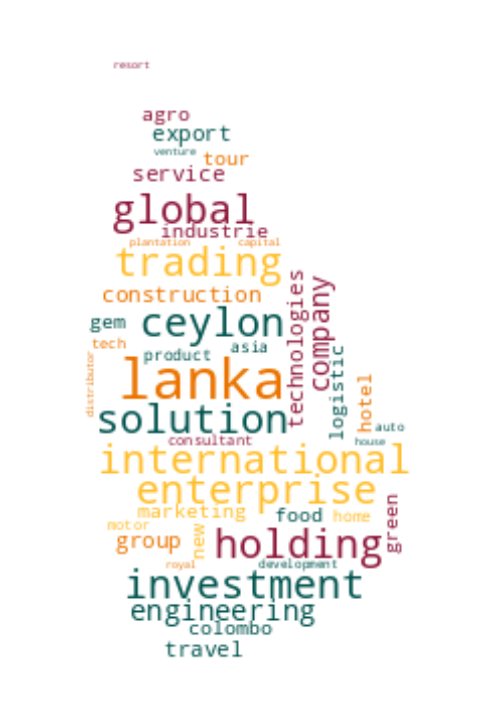 resort
agro
export
venture tour
service
global
industrie
plantation capital
trading
construction
technologies
company
gem ceylon
tech
product asia
distributor
lanka
logistic
hotel
solution
auto
consultant
house
international
enterprise
marketing food home
motor
green
group new holding
royal development
investment
engineering
colombo
travel